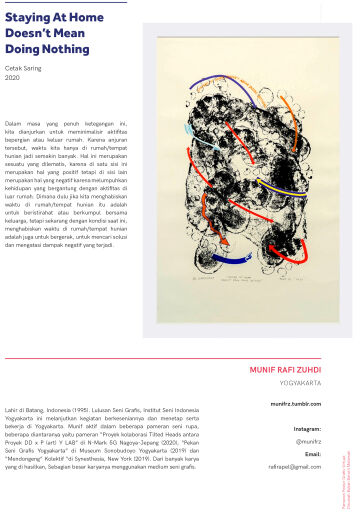 Staying At Home
Doesn't Mean
Doing Nothing
Cetak Saring
2020
Dalam masa yang penuh ketegangan ini,
kita dianjurkan untuk meminimalisir aktifitas
bepergian atau keluar rumah. Karena anjuran
tersebut, waktu kita hanya di rumah/tempat
hunian jadi semakin banyak. Hal ini merupakan
sesuatu yang dilematis, karena di satu sisi ini
merupakan hal yang positif tetapi di sisi lain
merupakan hal yang negatif karena melumpuhkan
kehidupan yang bergantung dengan aktifitas di
luar rumah. Dimana dulu jika kita menghabiskan
waktu di rumah/tempat hunian itu adalah
untuk beristirahat atau berkumpul bersama
keluarga, tetapi sekarang dengan kondisi saat ini,
menghabiskan waktu di rumah/tempat hunian
adalah juga untuk bergerak, untuk mencari solusi
dan mengatasi dampak negatif yang terjadi.
MUNIF RAFI ZUHDI
YOGYAKARTA
munifrz.tumblr.com
Instagram:
@munifrz
Email:
rafirapel@gmail.com
Lahir di Batang, Indonesia (1995). Lulusan Seni Grafis, Institut Seni Indonesia
Yogyakarta ini melanjutkan kegiatan berkeseniannya dan menetap serta
bekerja di Yogyakarta. Munif aktif dalam beberapa pameran seni rupa,
beberapa diantaranya yaitu pameran "Proyek kolaborasi Tilted Heads antara
Proyek DD x P (art) Y LAB" di N-Mark 5G Nagoya-Jepang (2020), "Pekan
Seni Grafis Yogyakarta" di Museum Sonobudoyo Yogyakarta (2019) dan
"Mendongeng" Kolektif "di Synesthesia, New York (2019). Dari banyak karya
yang di hasilkan, Sebagian besar karyanya menggunakan medium seni grafis.